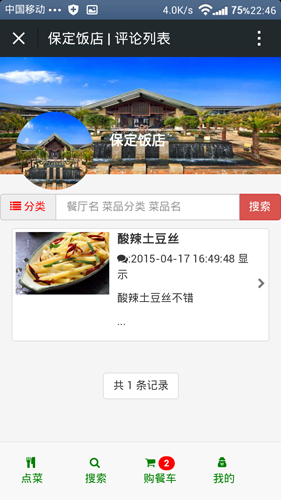 中国移动 4.0K/s 75% 22:46
保定饭店 | 评论列表
保定饭店
分类 餐厅名 菜品分类 菜品名 搜索
酸辣土豆丝
:2015-04-17 16:49:48 显
示
酸辣土豆丝不错
...
共 1 条记录
2
点菜 搜索 购餐车 我的